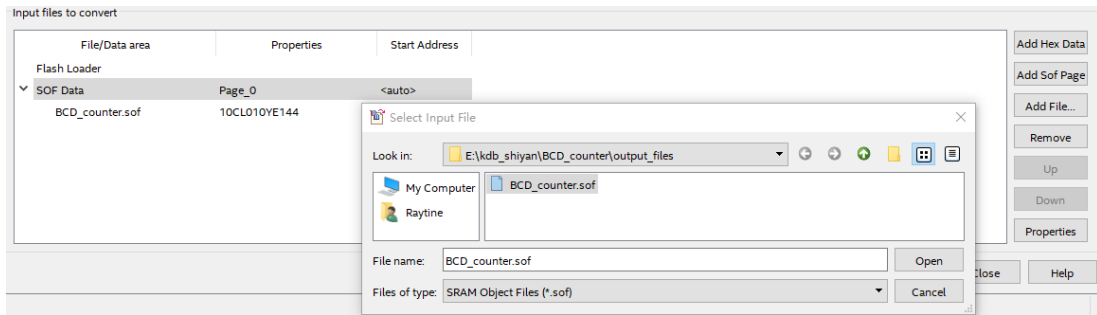 Input files to convert
File/Data area Properties Start Address
Flash Loader
SOF Data Page_0 <auto>
BCD_counter.sof 10CL010YE144
Add Hex Data
Add Sof Page
Add File...
Remove
Up
Down
Properties
Select Input File
Look in: E:\kdb_shiyan\BCD_counter\output_files
My Computer
Raytine
BCD_counter.sof
File name: BCD_counter.sof Open
Files of type: SRAM Object Files (*.sof) Cancel
Close Help